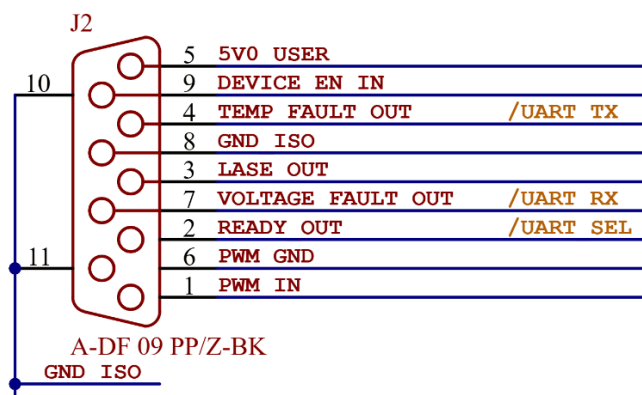 J2
5 5V0 USER
10 9 DEVICE EN IN
4 TEMP FAULT OUT /UART TX
8 GND ISO
3 LASE OUT
7 VOLTAGE FAULT OUT /UART RX
2 READY OUT /UART SEL
11 6 PWM GND
1 PWM IN
A-DF 09 PP/Z-BK
GND ISO